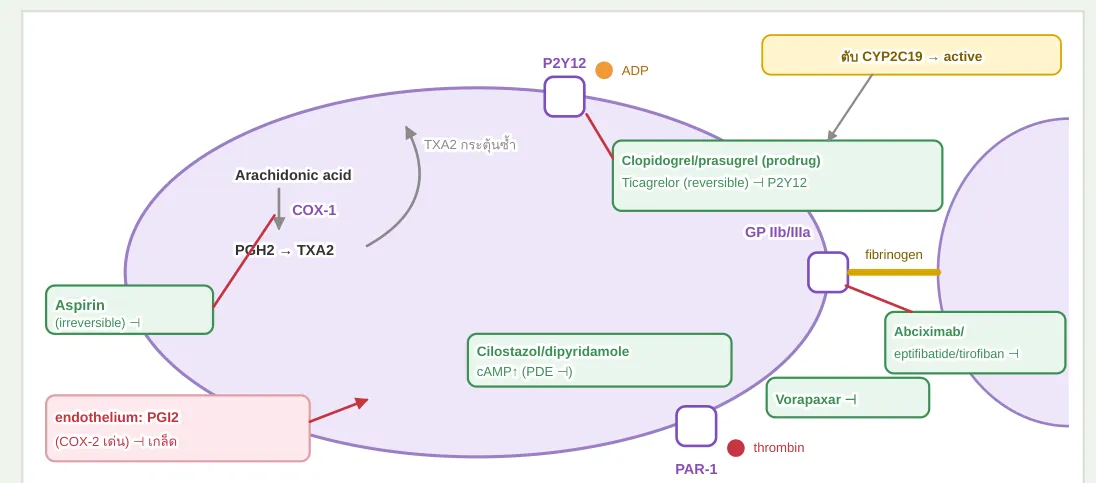 ตับ CYP2C19 → active
P2Y12
ADP
TXA2 กระตุ้นซ้ำ
Clopidogrel/prasugrel (prodrug)
Ticagrelor (reversible) ⊣ P2Y12
Arachidonic acid
COX-1
PGH2 → TXA2
GP IIb/IIIa
fibrinogen
Aspirin
(irreversible) ⊣
Abciximab/
eptifibatide/tirofiban ⊣
Cilostazol/dipyridamole
cAMP↑ (PDE ⊣)
Vorapaxar ⊣
endothelium: PGI2
(COX-2 เด่น) ⊣ เกล็ด
thrombin
PAR-1